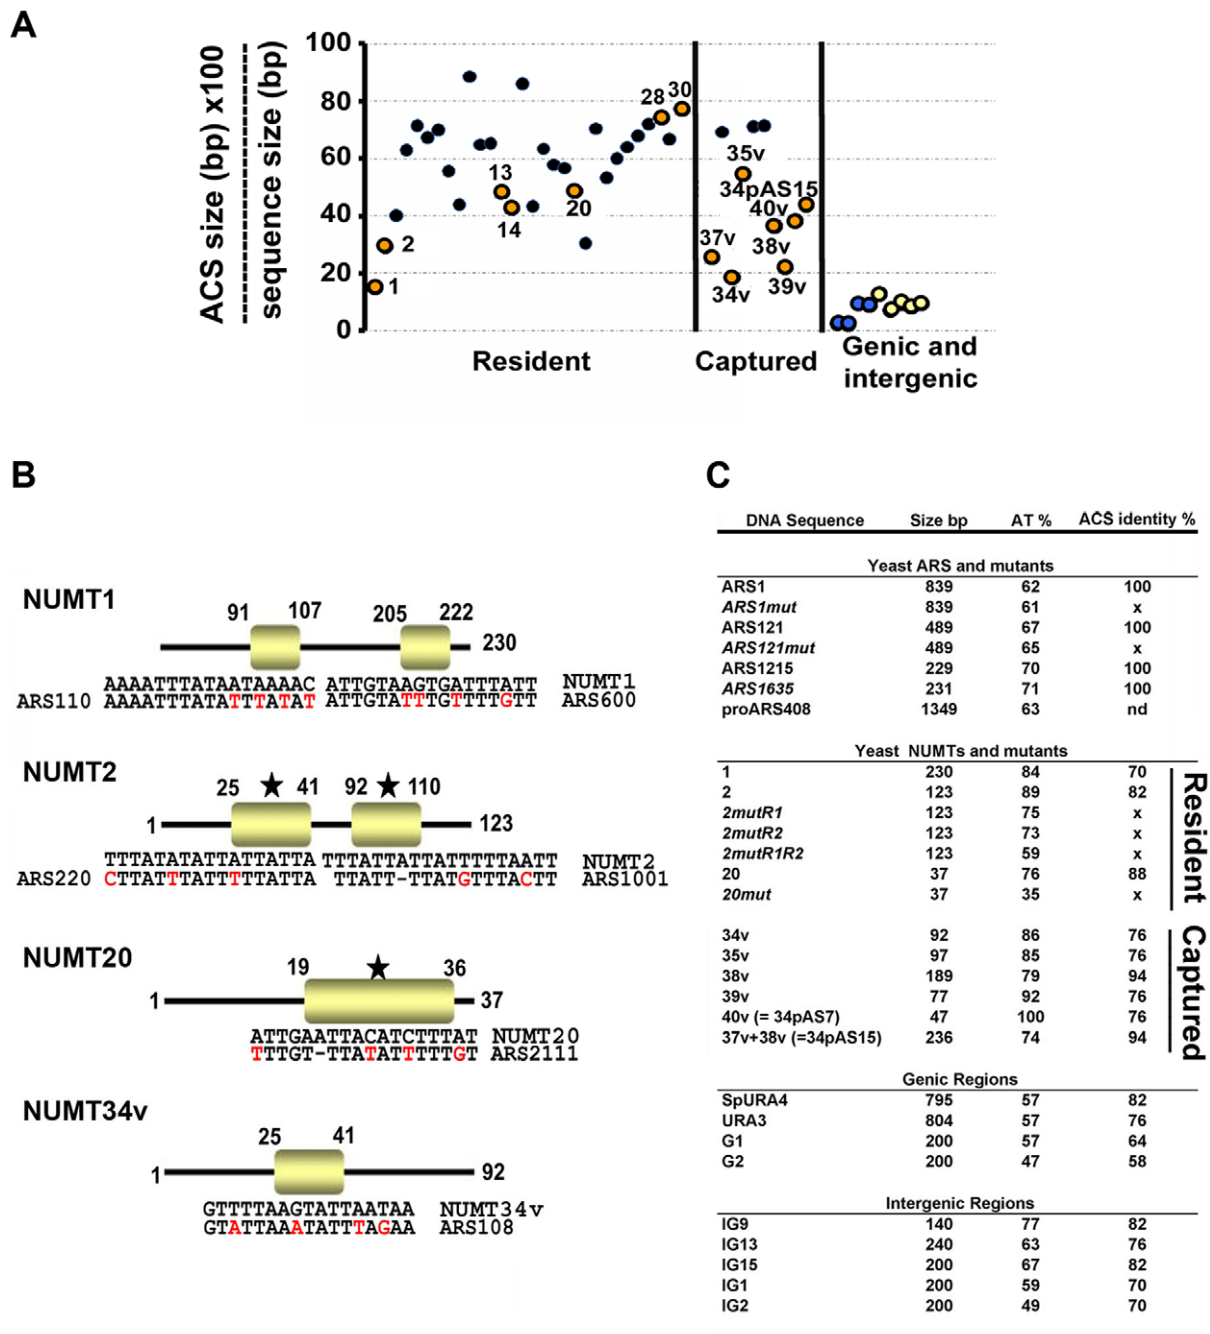 A
ACS size (bp) x100
sequence size (bp)
100
80
60
40
20
0
1
2
13
14
20
28 30
35v
34pAS15
40v
37v
38v
34v
39v
Resident
Captured
Genic and
intergenic
B
NUMT1
91 107 205 222
230
AAAATTTATAATAAAAC ATTGTAAGTGATTTATT NUMT1
ARS110 AAAATTTATATTTATAT ATTGTATTTGTTTTGTT ARS600
NUMT2
25 ★ 41 92 ★ 110
1 123
TTTATATATTATTATTA TTTATTATTATTTTTAATT NUMT2
ARS220 CTTATTTATTTTTATTA TTATT-TTATGTTTACTT ARS1001
NUMT20
19 ★ 36
1 37
ATTGAATTACATCTTTAT NUMT20
TTTGT-TTATATTTTTGT ARS2111
NUMT34v
25 41
1 92
GTTTTAAGTATTAATAA NUMT34v
GTATTAAATATTTAGAA ARS108
C
DNA Sequence Size bp AT % ACS identity %
Yeast ARS and mutants
ARS1 839 62 100
ARS1mut 839 61 x
ARS121 489 67 100
ARS121mut 489 65 x
ARS1215 229 70 100
ARS1635 231 71 100
proARS408 1349 63 nd
Yeast NUMTs and mutants
1 230 84 70
2 123 89 82
2mutR1 123 75 x
2mutR2 123 73 x
2mutR1R2 123 59 x
20 37 76 88
20mut 37 35 x
Resident
34v 92 86 76
35v 97 85 76
38v 189 79 94
39v 77 92 76
40v (= 34pAS7) 47 100 76
37v+38v (=34pAS15) 236 74 94
Captured
Genic Regions
SpURA4 795 57 82
URA3 804 57 76
G1 200 57 64
G2 200 47 58
Intergenic Regions
IG9 140 77 82
IG13 240 63 76
IG15 200 67 82
IG1 200 59 70
IG2 200 49 70